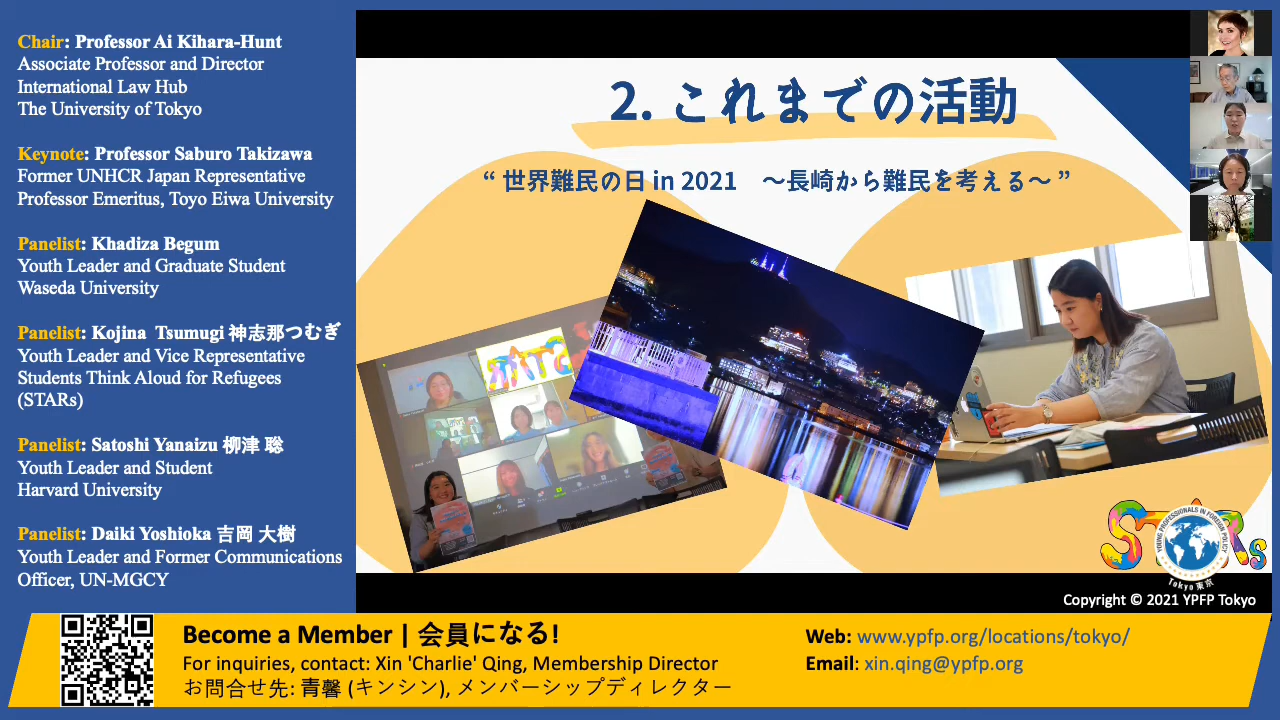 Chair: Professor Ai Kihara-Hunt
Associate Professor and Director
International Law Hub
The University of Tokyo
Keynote: Professor Saburo Takizawa
Former UNHCR Japan Representative
Professor Emeritus, Toyo Eiwa University
Panelist: Khadiza Begum
Youth Leader and Graduate Student
Waseda University
Panelist: Kojina Tsumugi 神志那つむぎ
Youth Leader and Vice Representative
Students Think Aloud for Refugees
(STARs)
Panelist: Satoshi Yanaizu 柳津 聡
Youth Leader and Student
Harvard University
Panelist: Daiki Yoshioka 吉岡 大樹
Youth Leader and Former Communications
Officer, UN-MGCY
2. これまでの活動
“ 世界難民の日 in 2021 ～長崎から難民を考える～ ”
STARs
YOUNG PROFESSIONALS IN FOREIGN POLICY
Tokyo 東京
Copyright © 2021 YPFP Tokyo
Become a Member | 会員になる!
For inquiries, contact: Xin 'Charlie' Qing, Membership Director
お問合せ先: 青馨 (キンシン), メンバーシップディレクター
Web: www.ypfp.org/locations/tokyo/
Email: xin.qing@ypfp.org